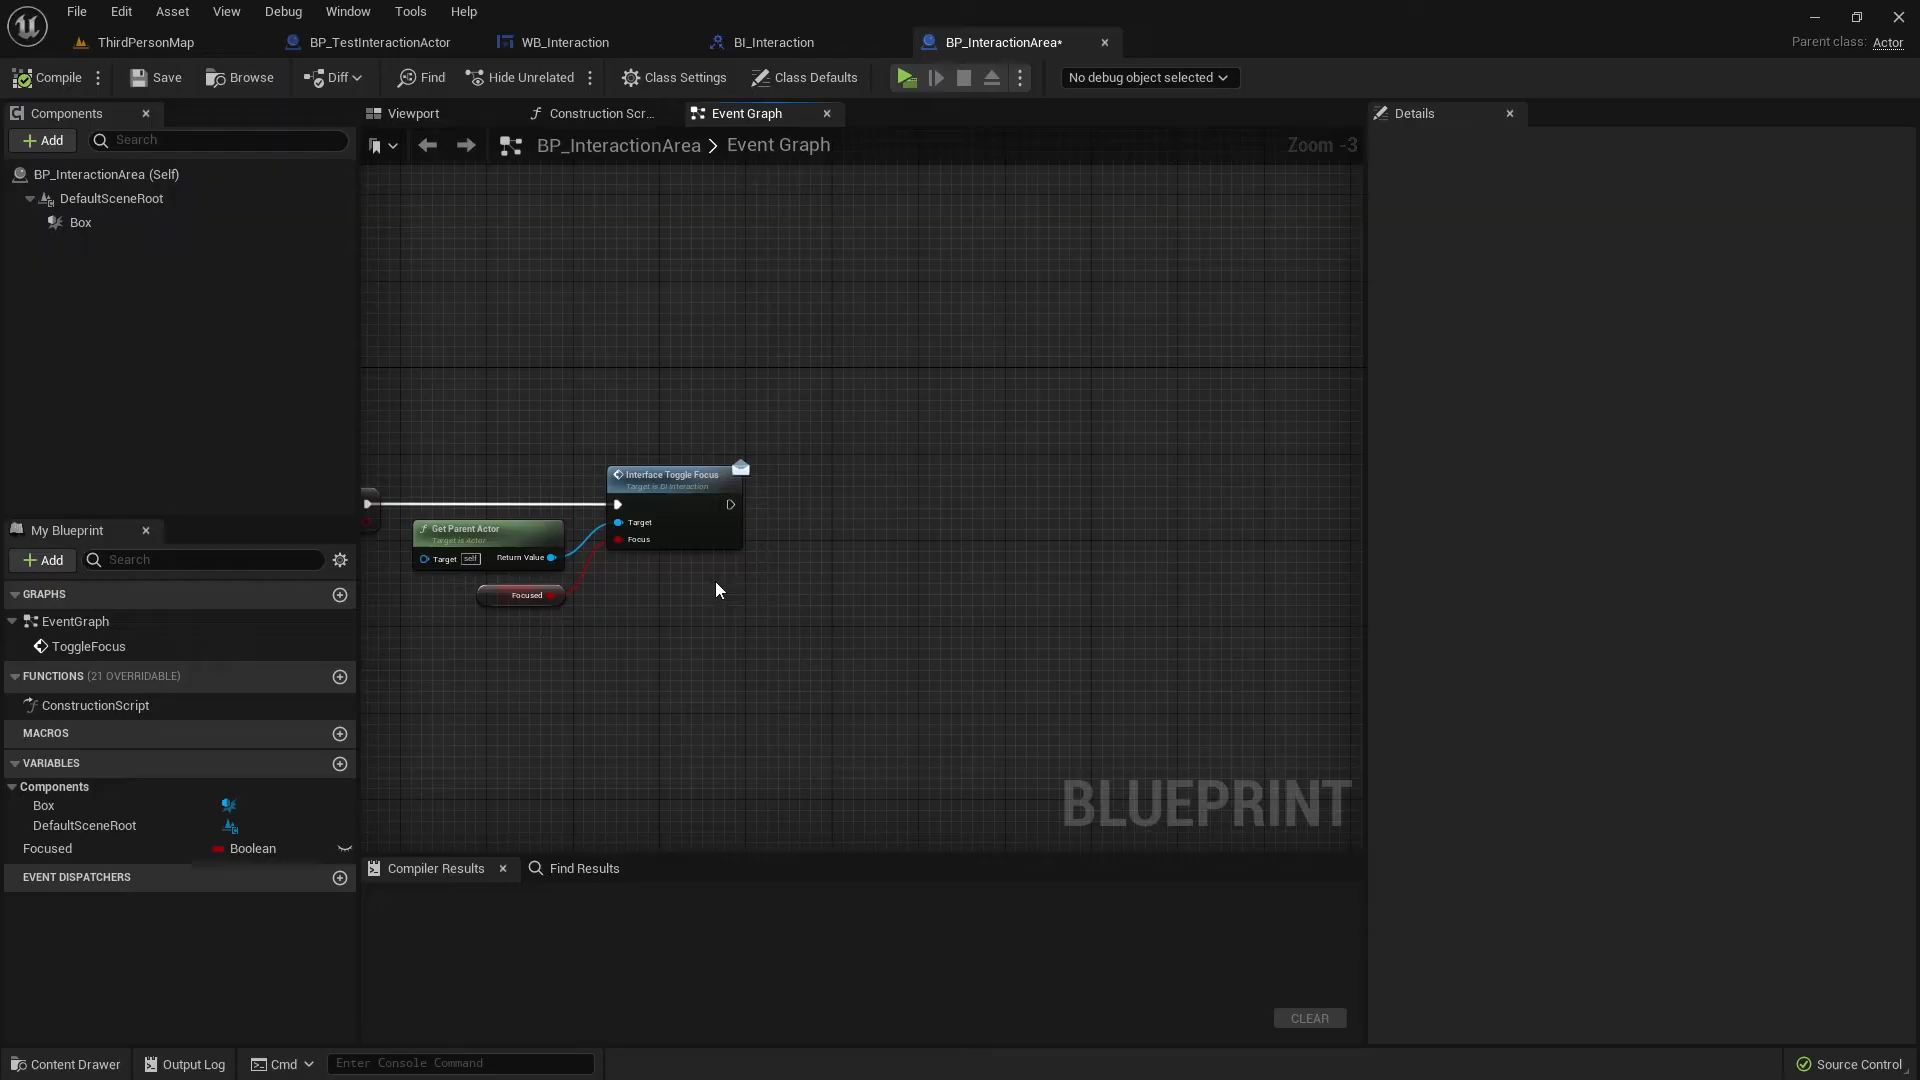 File Edit Asset View Debug Window Tools Help
ThirdPersonMap BP_TestInteractionActor WB_Interaction BI_Interaction BP_InteractionArea* Parent class: Actor
Compile Save Browse Diff Find Hide Unrelated Class Settings Class Defaults No debug object selected
Components Viewport Construction Scr... Event Graph Details
Add Search BP_InteractionArea > Event Graph Zoom -3
BP_InteractionArea (Self)
DefaultSceneRoot
Box
Interface Toggle Focus
Target is BI Interaction
Target
Focus
Get Parent Actor
Target is Actor
Target self Return Value
Focused
My Blueprint
Add Search
GRAPHS
EventGraph
ToggleFocus
FUNCTIONS (21 OVERRIDABLE)
ConstructionScript
MACROS
VARIABLES
Components
Box
DefaultSceneRoot
Focused Boolean
EVENT DISPATCHERS
BLUEPRINT
Compiler Results Find Results
CLEAR
Content Drawer Output Log Cmd Enter Console Command Source Control